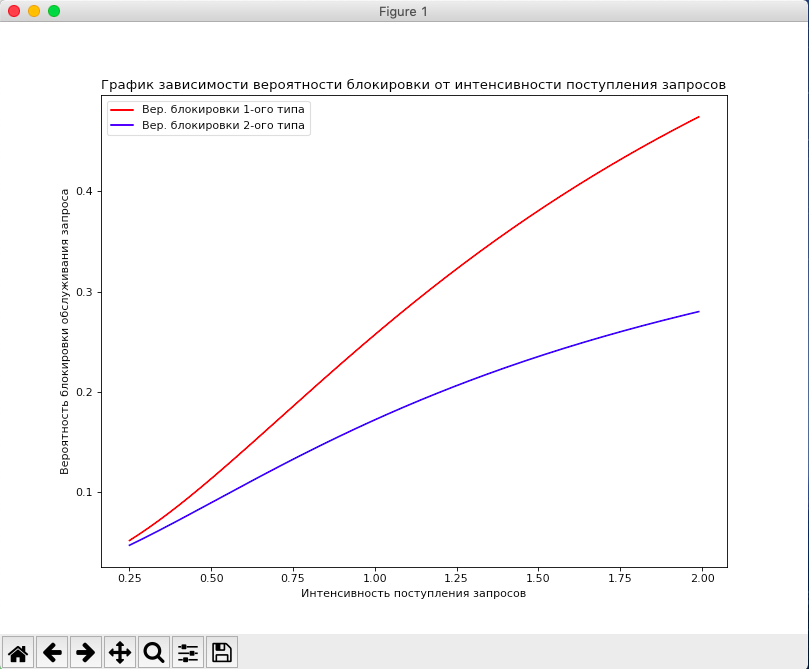 Figure 1
График зависимости вероятности блокировки от интенсивности поступления запросов
Вер. блокировки 1-ого типа
Вер. блокировки 2-ого типа
Вероятность блокировки обслуживания запроса
0.4
0.3
0.2
0.1
0.25 0.50 0.75 1.00 1.25 1.50 1.75 2.00
Интенсивность поступления запросов